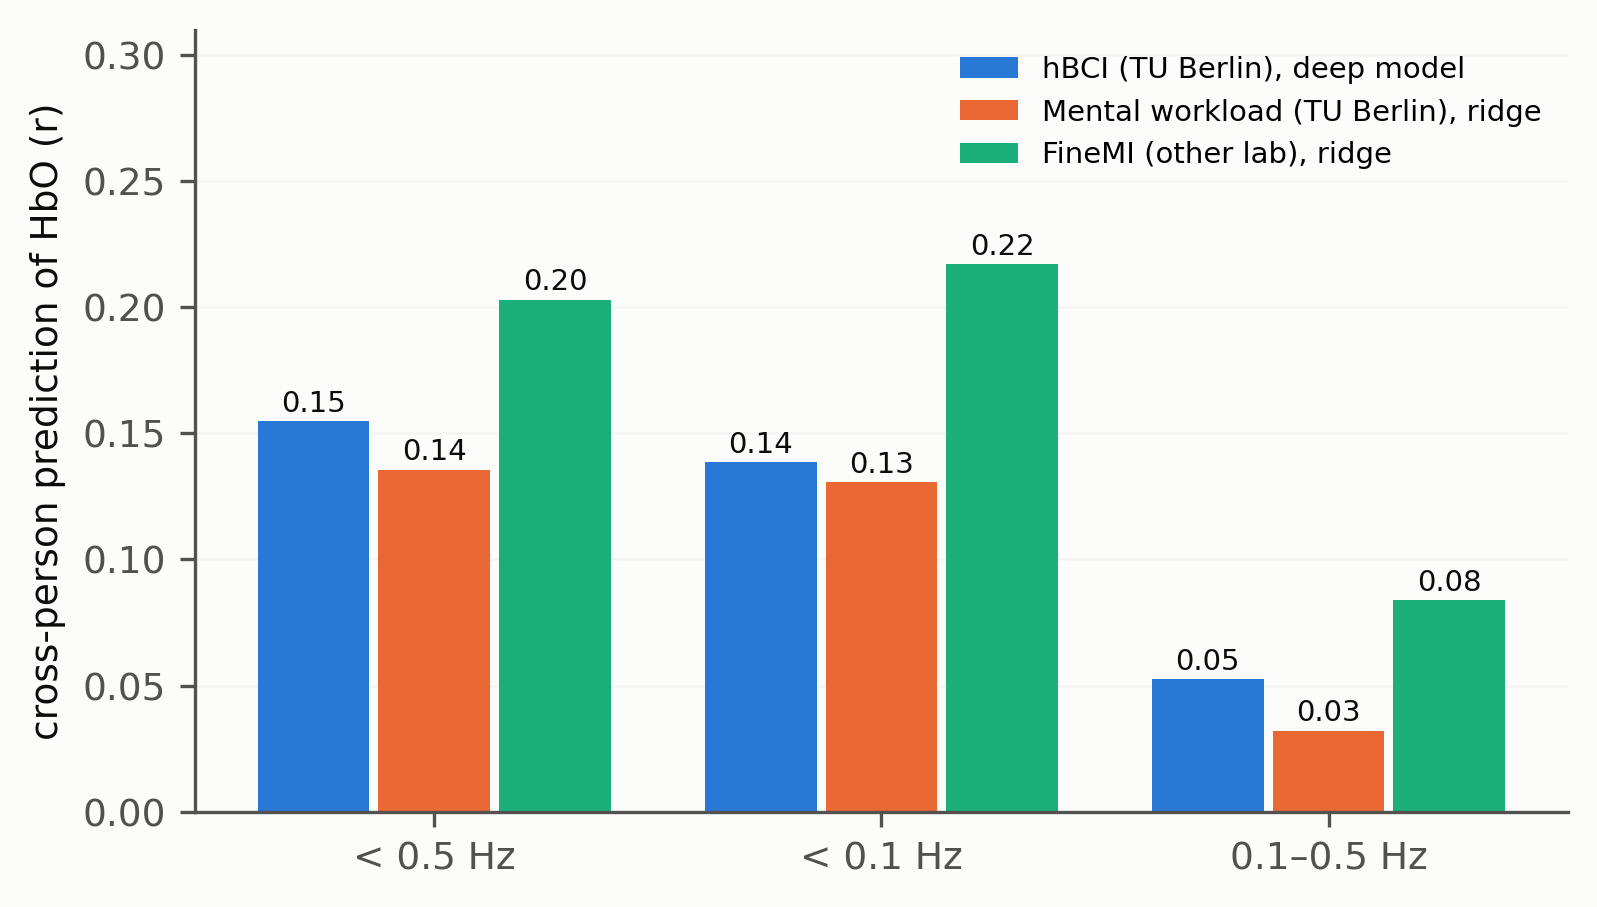 cross-person prediction of HbO (r)
0.30
0.25
0.20
0.15
0.10
0.05
0.00
hBCI (TU Berlin), deep model
Mental workload (TU Berlin), ridge
FineMI (other lab), ridge
0.15
0.14
0.20
0.14
0.13
0.22
0.05
0.03
0.08
< 0.5 Hz
< 0.1 Hz
0.1–0.5 Hz